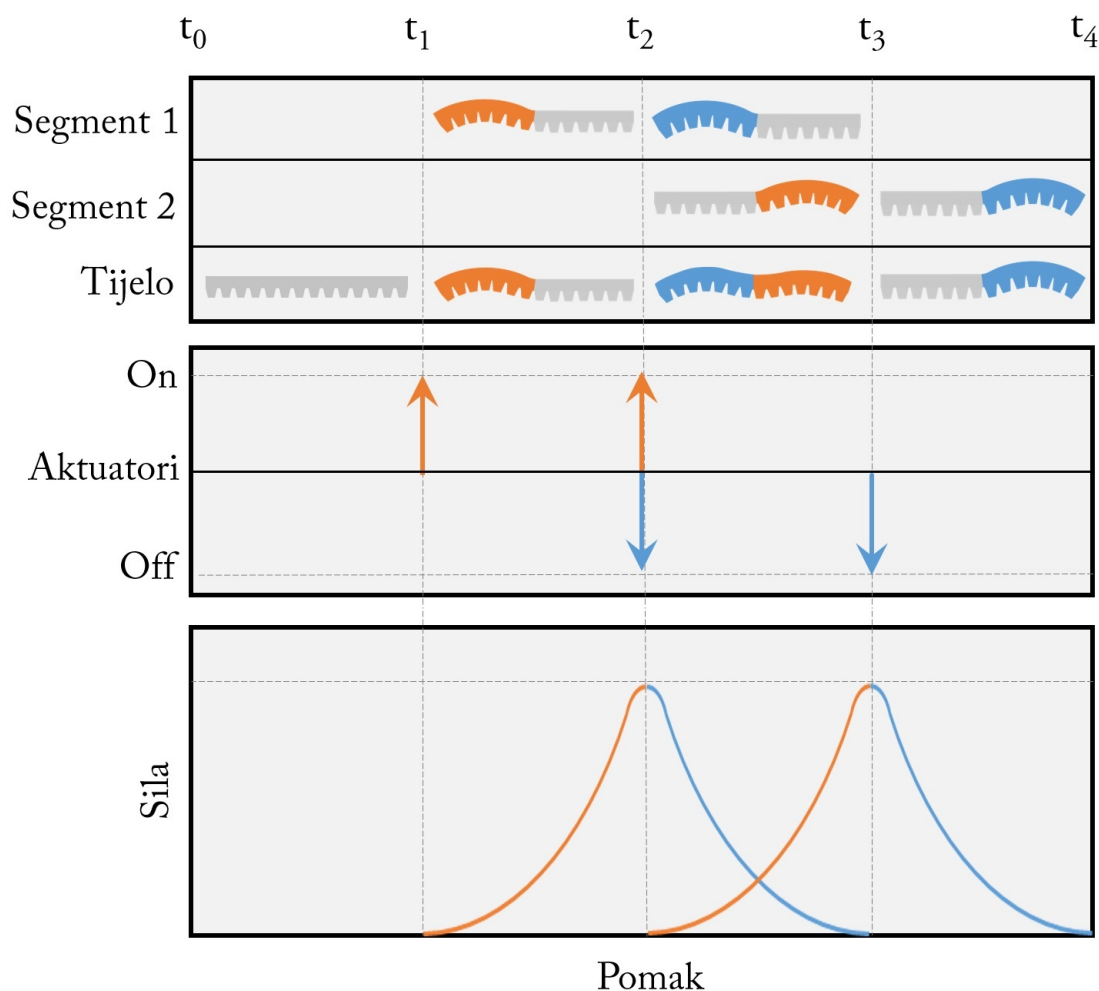 t0 t1 t2 t3 t4
Segment 1
Segment 2
Tijelo
On
Aktuatori
Off
Sila
Pomak